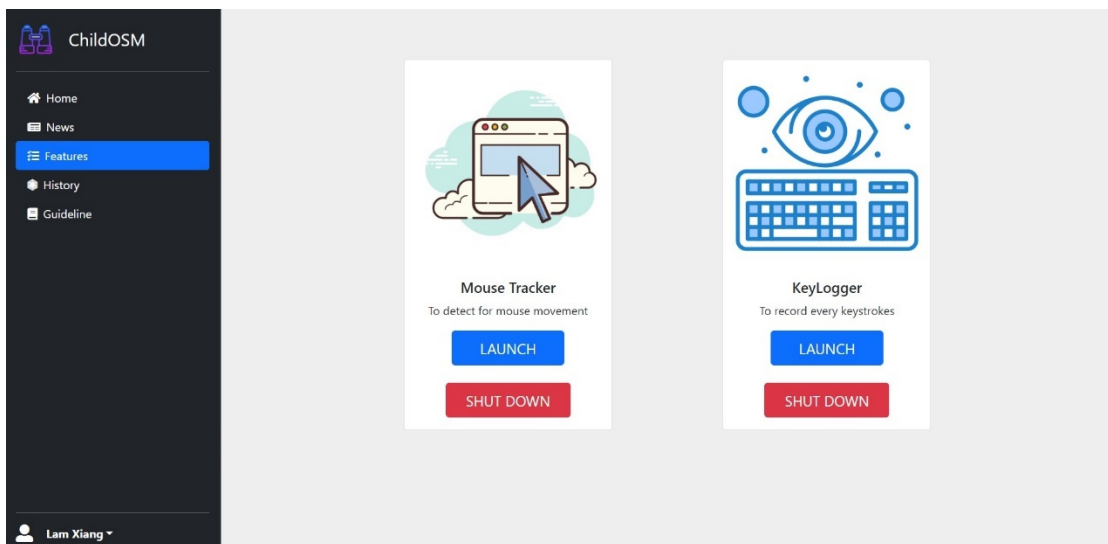 ChildOSM
Home
News
Features
History
Guideline
Lam Xiang
Mouse Tracker
To detect for mouse movement
LAUNCH
SHUT DOWN
KeyLogger
To record every keystrokes
LAUNCH
SHUT DOWN